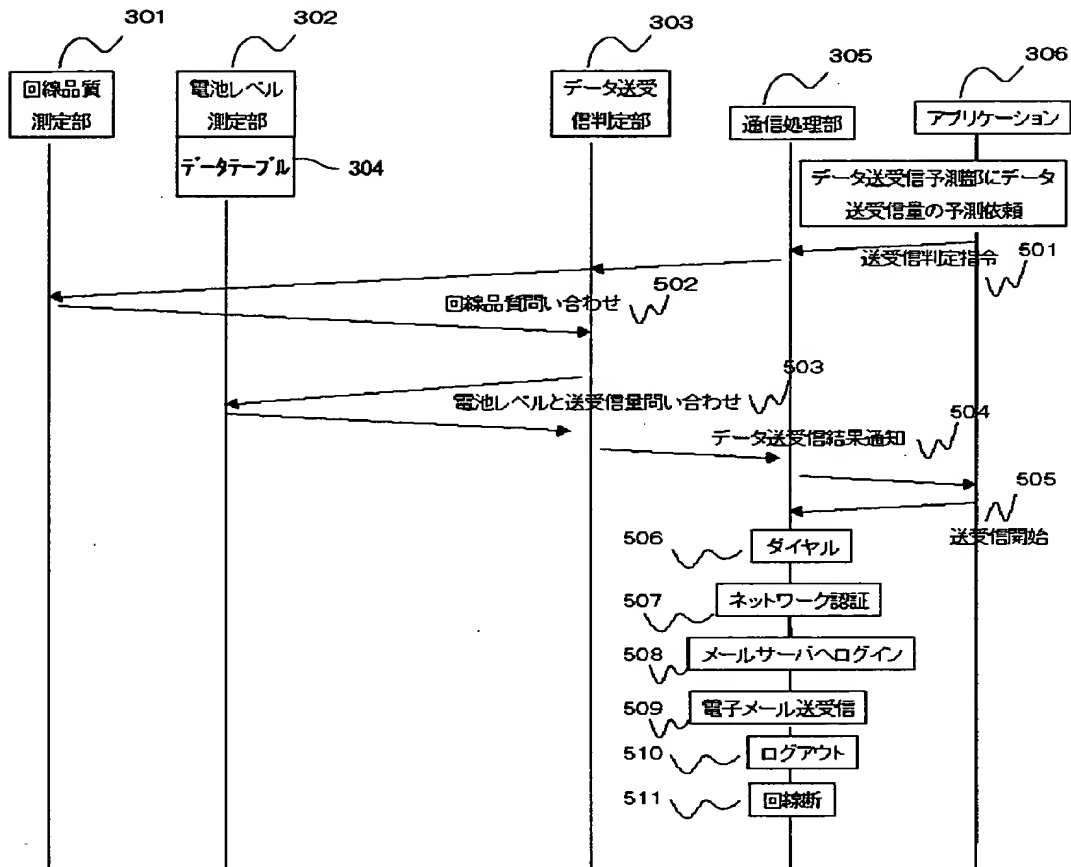 301
302
303
305
306
回線品質
測定部
電池レベル
測定部
データテーブル
304
データ送受
信判定部
通信処理部
アプリケーション
データ送受信予測部にデータ
送受信量の予測依頼
送受信判定指令
501
回線品質問い合わせ
502
503
電池レベルと送受信量問い合わせ
504
データ送受信結果通知
505
送受信開始
506
ダイヤル
507
ネットワーク認証
508
メールサーバへログイン
509
電子メール送受信
510
ログアウト
511
回線断